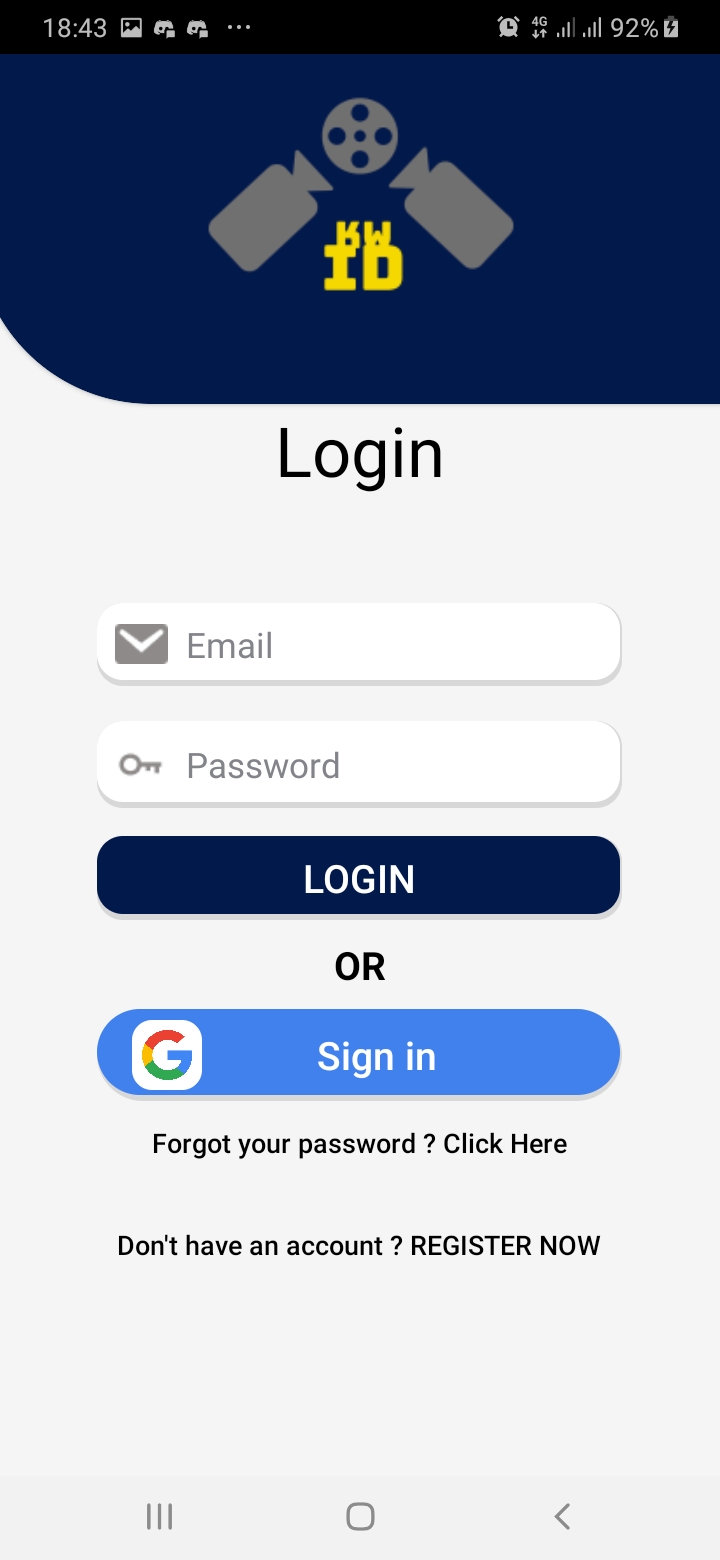 18:43 4G 92%
KW
ID
Login
Email
Password
LOGIN
OR
Sign in
Forgot your password ? Click Here
Don't have an account ? REGISTER NOW